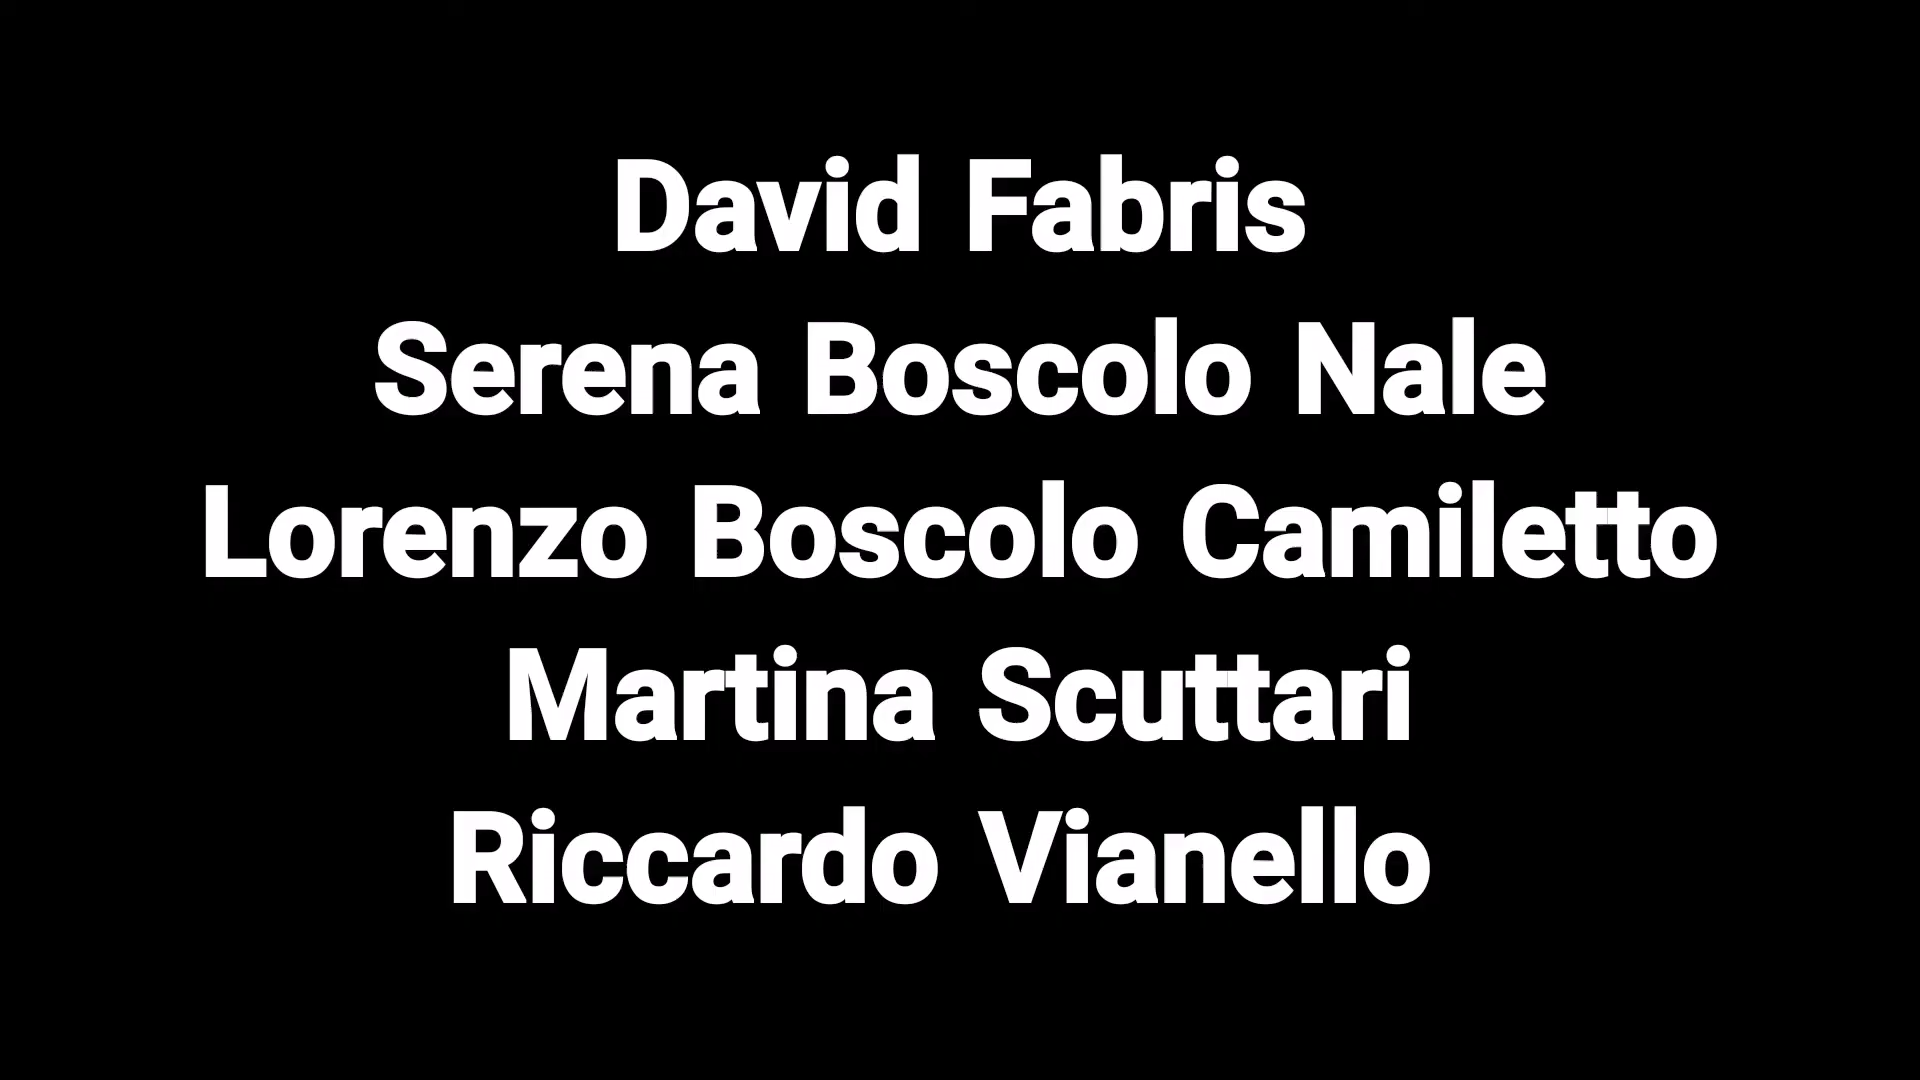 David Fabris
Serena Boscolo Nale
Lorenzo Boscolo Camiletto
Martina Scuttari
Riccardo Vianello